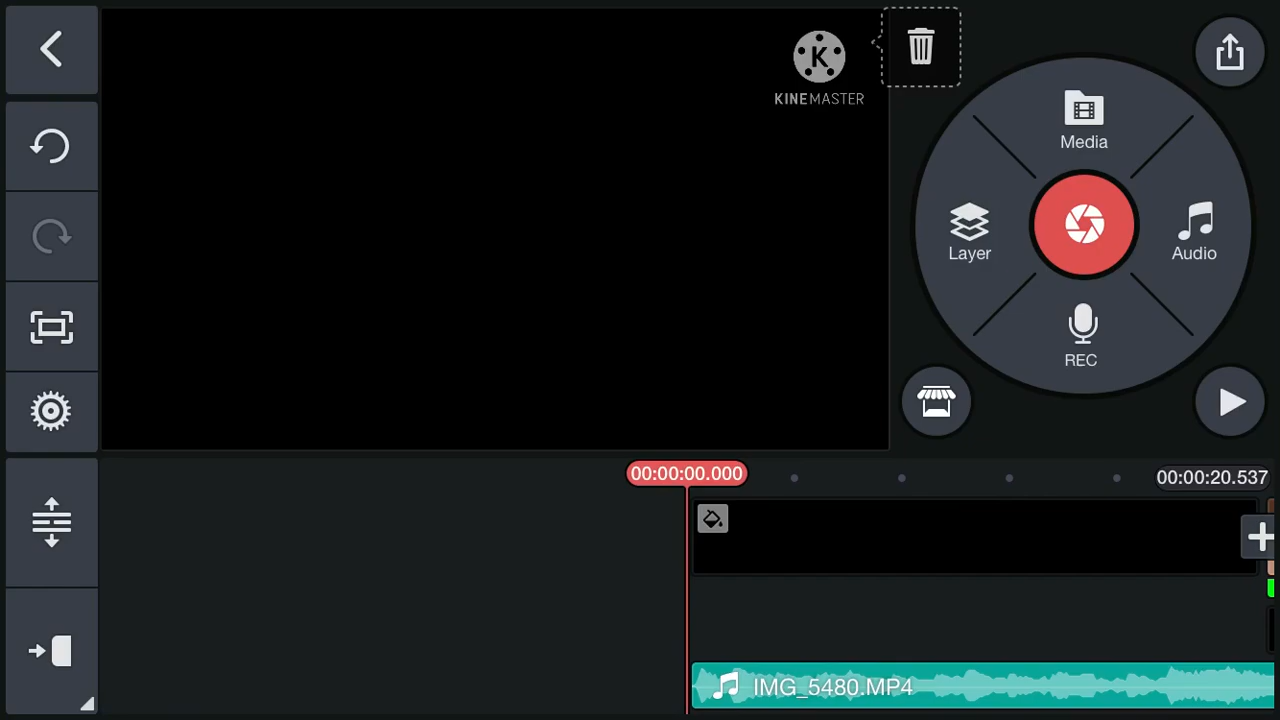 KINEMASTER
Media
Layer
Audio
REC
00:00:00.000
00:00:20.537
IMG_5480.MP4